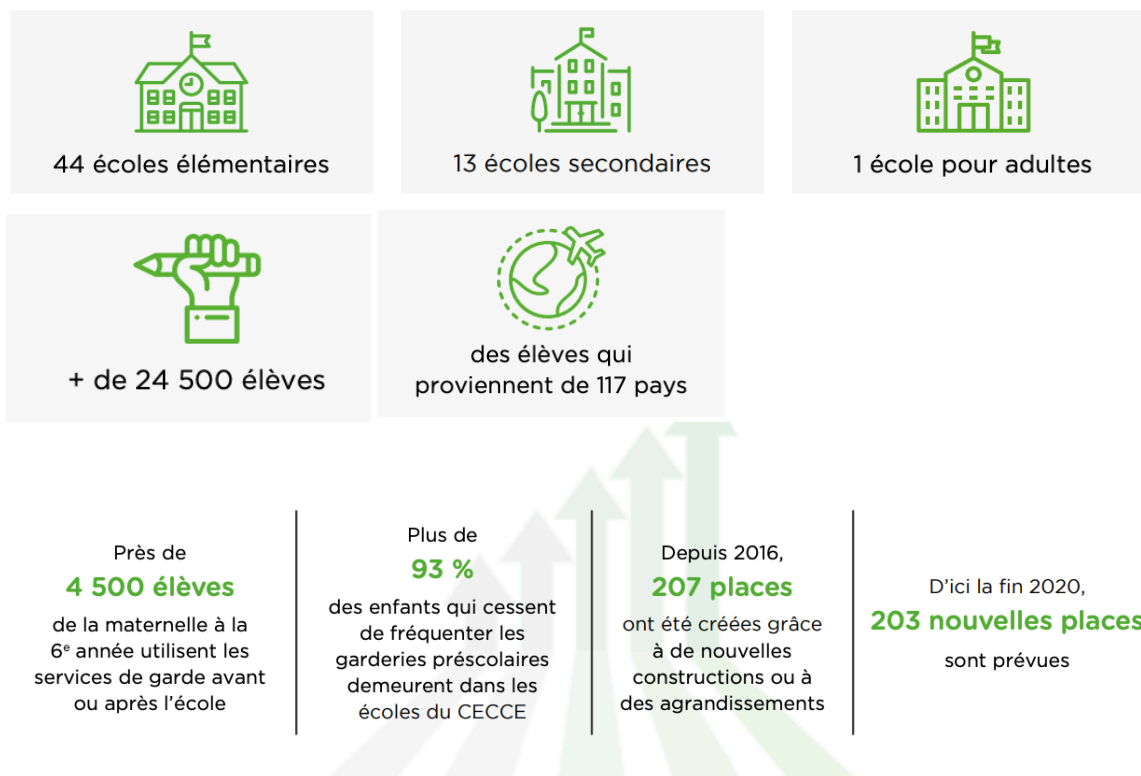 44 écoles élémentaires
13 écoles secondaires
1 école pour adultes
+ de 24 500 élèves
des élèves qui
proviennent de 117 pays
Près de
4 500 élèves
de la maternelle à la
6e année utilisent les
services de garde avant
ou après l'école
Plus de
93 %
des enfants qui cessent
de fréquenter les
garderies préscolaires
demeurent dans les
écoles du CECCE
Depuis 2016,
207 places
ont été créées grâce
à de nouvelles
constructions ou à
des agrandissements
D'ici la fin 2020,
203 nouvelles places
sont prévues